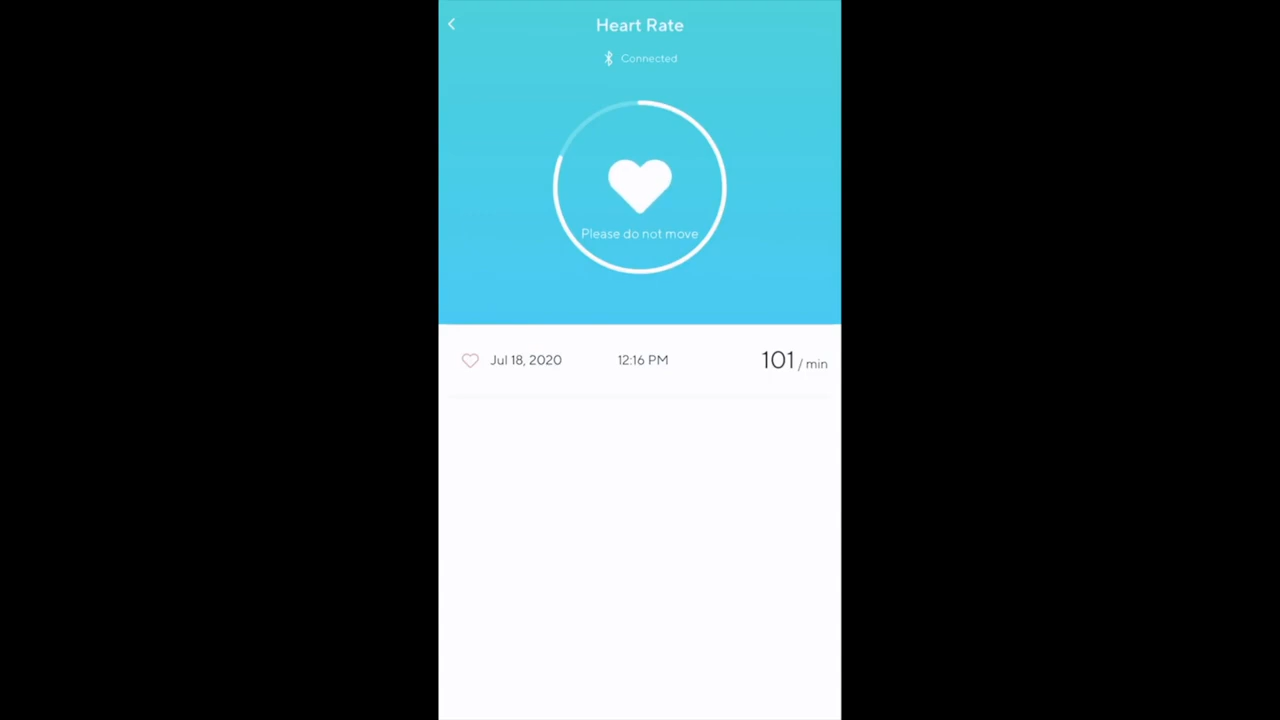 Heart Rate
Connected
Please do not move
Jul 18, 2020 12:16 PM 101 / min